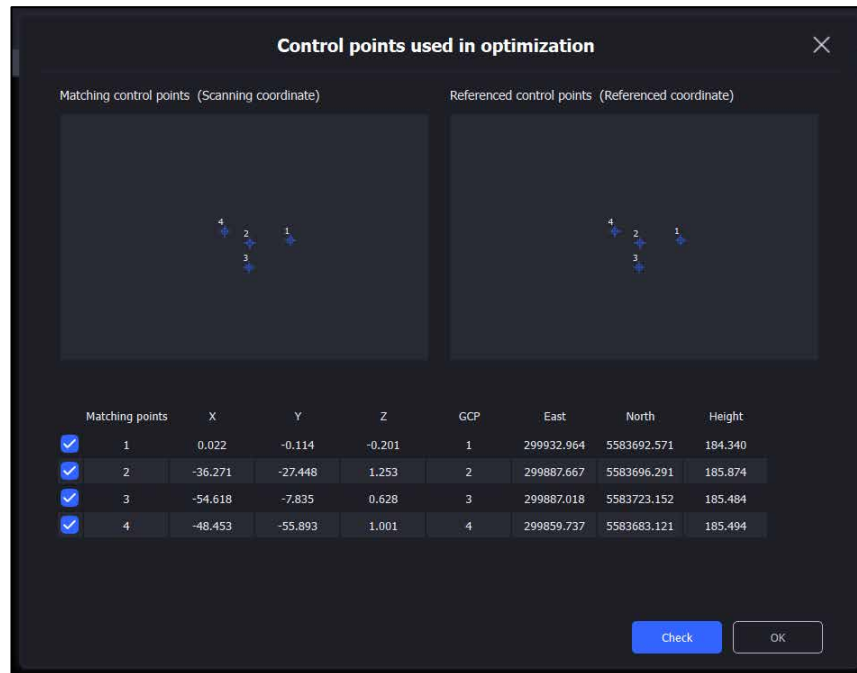 Control points used in optimization
Matching control points (Scanning coordinate)
Referenced control points (Referenced coordinate)
4
2
1
3
4
2
1
3
Matching points X Y Z GCP East North Height
1 0.022 -0.114 -0.201 1 299932.964 5583692.571 184.340
2 -36.271 -27.448 1.253 2 299887.667 5583696.291 185.874
3 -54.618 -7.835 0.628 3 299887.018 5583723.152 185.484
4 -48.453 -55.893 1.001 4 299859.737 5583683.121 185.494
Check
OK